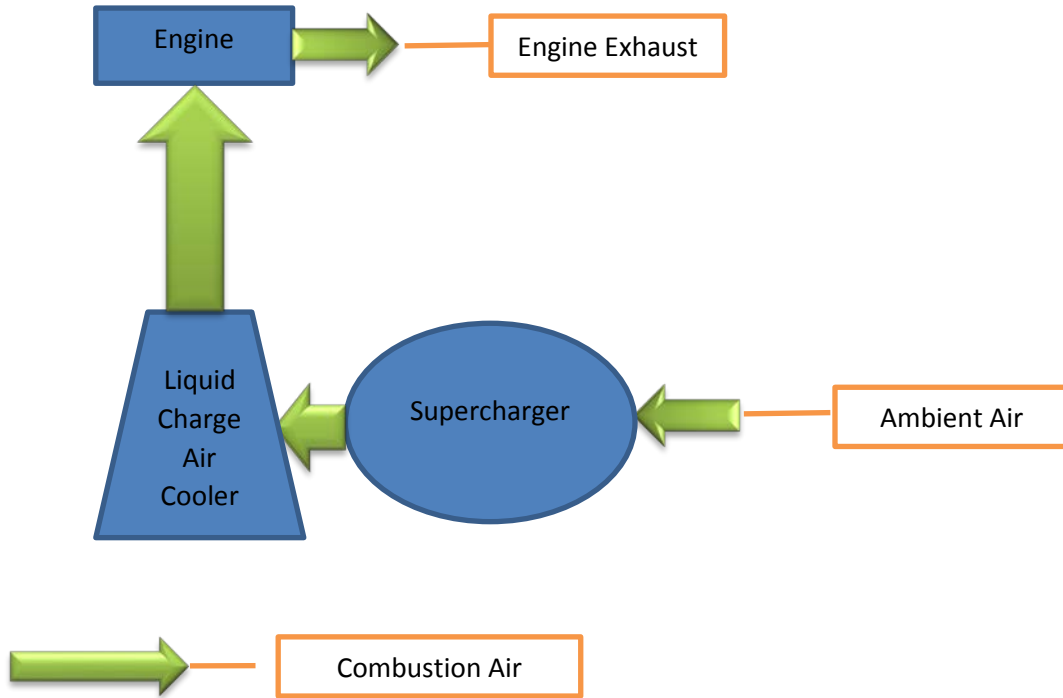 Engine
Engine Exhaust
Liquid
Charge
Air
Cooler
Supercharger
Ambient Air
Combustion Air